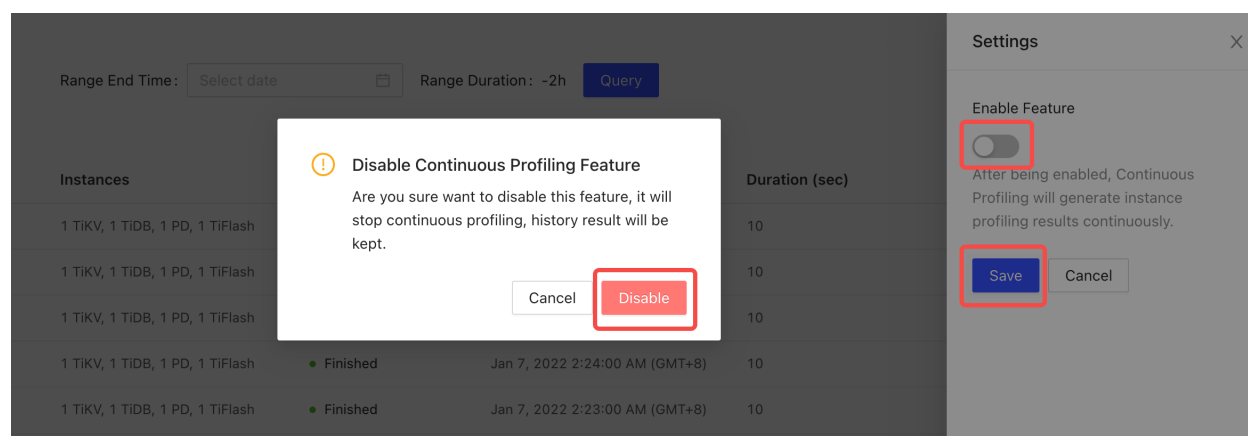 Settings
Range End Time : Select date Range Duration : -2h Query
Enable Feature
After being enabled, Continuous
Profiling will generate instance
profiling results continuously.
Save Cancel
Disable Continuous Profiling Feature
Are you sure want to disable this feature, it will
stop continuous profiling, history result will be
kept.
Cancel Disable
Instances Duration (sec)
1 TiKV, 1 TiDB, 1 PD, 1 TiFlash 10
1 TiKV, 1 TiDB, 1 PD, 1 TiFlash 10
1 TiKV, 1 TiDB, 1 PD, 1 TiFlash 10
1 TiKV, 1 TiDB, 1 PD, 1 TiFlash Finished Jan 7, 2022 2:24:00 AM (GMT+8) 10
1 TiKV, 1 TiDB, 1 PD, 1 TiFlash Finished Jan 7, 2022 2:23:00 AM (GMT+8) 10